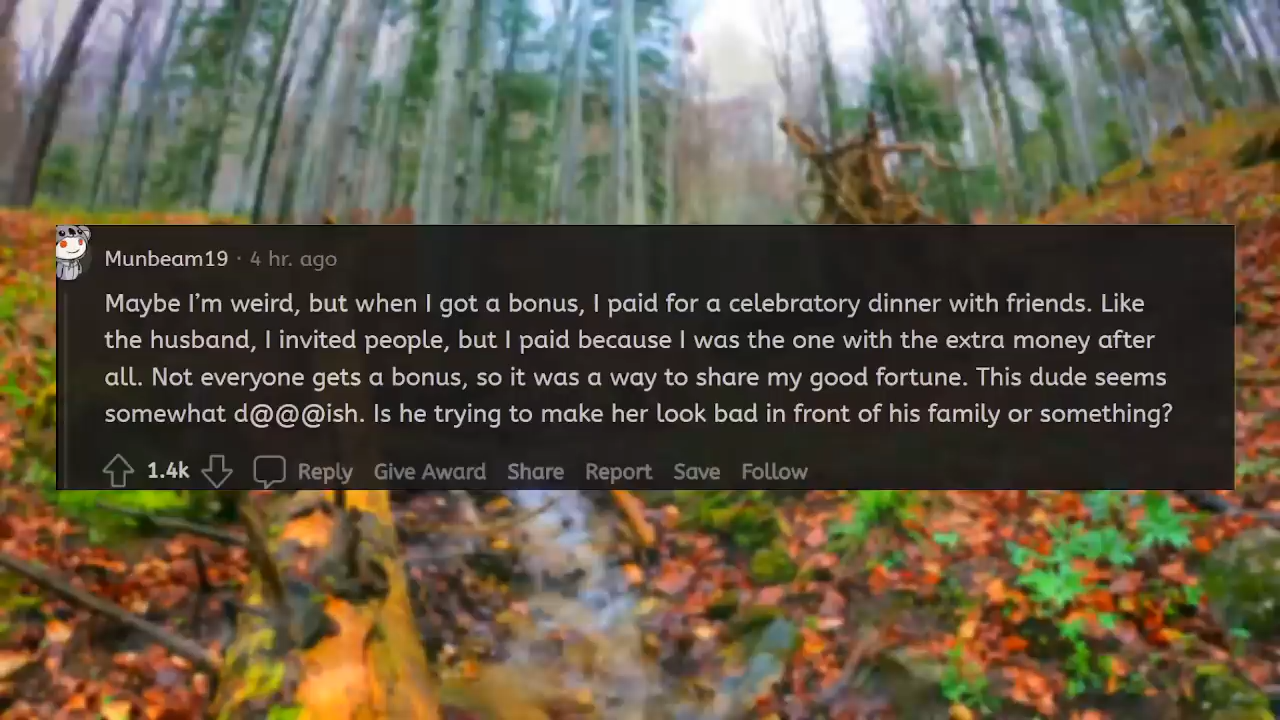 Munbeam19 · 4 hr. ago
Maybe I'm weird, but when I got a bonus, I paid for a celebratory dinner with friends. Like
the husband, I invited people, but I paid because I was the one with the extra money after
all. Not everyone gets a bonus, so it was a way to share my good fortune. This dude seems
somewhat d@@@ish. Is he trying to make her look bad in front of his family or something?
1.4k Reply Give Award Share Report Save Follow